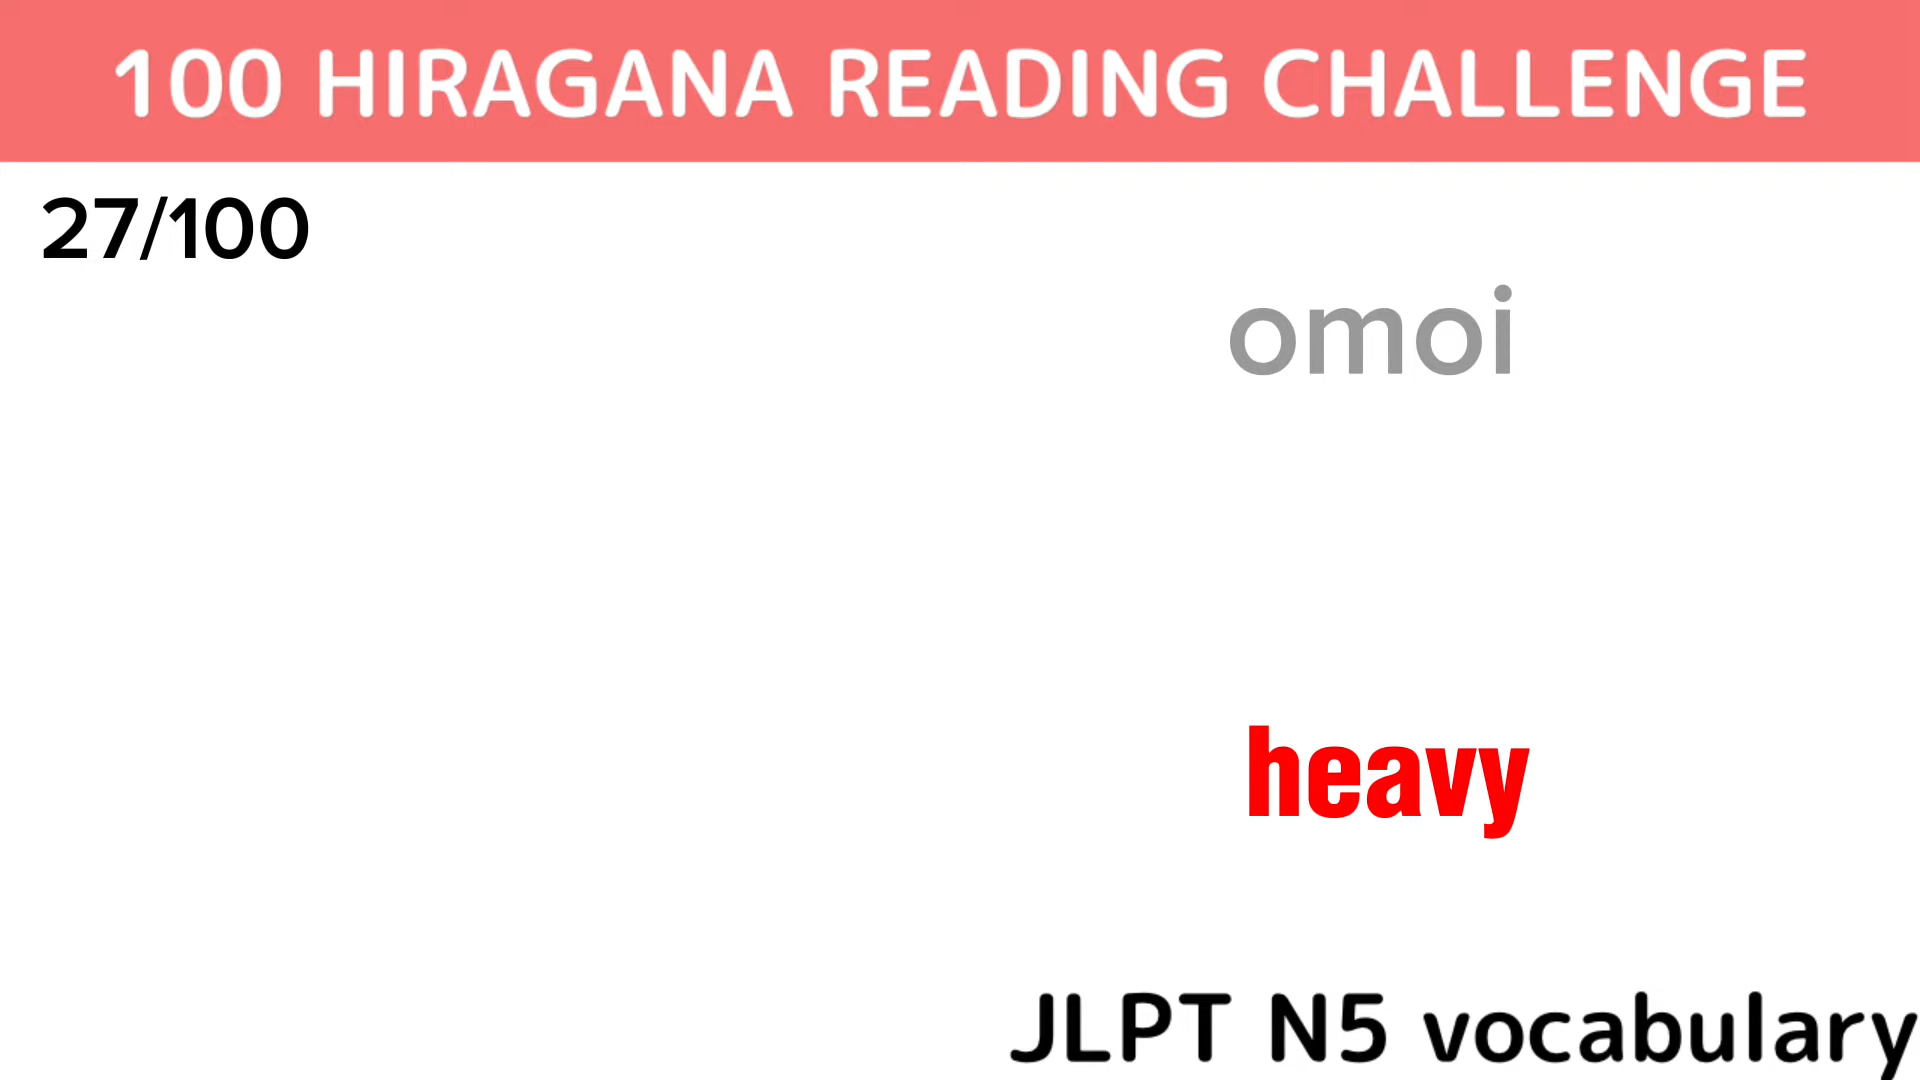 100 HIRAGANA READING CHALLENGE
27/100
omoi
heavy
JLPT N5 vocabulary